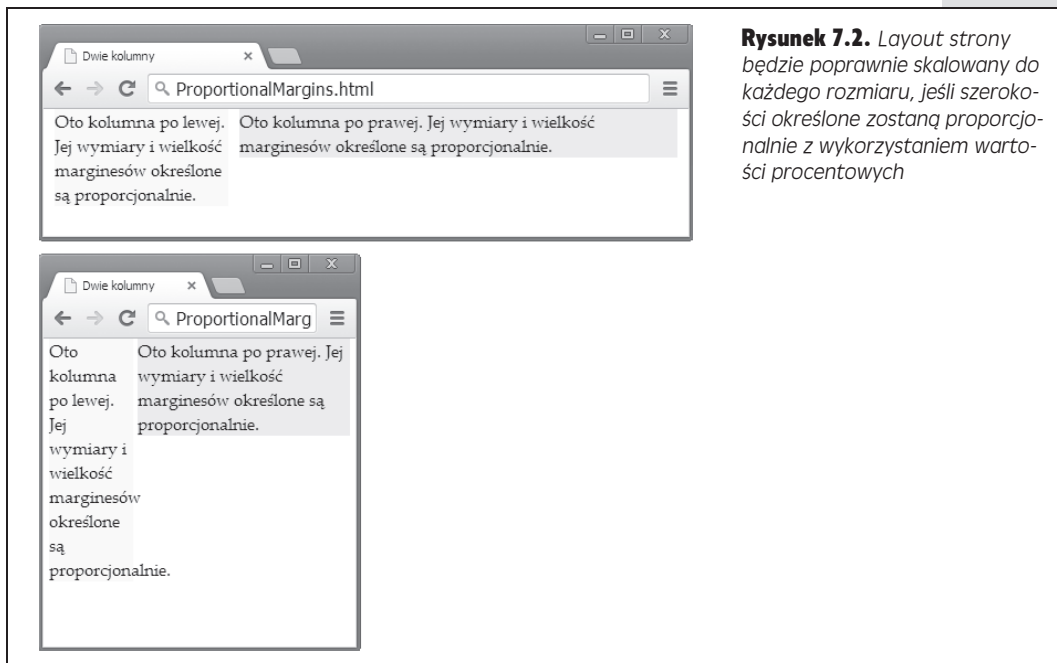 Dwie kolumny
ProportionalMargins.html
Oto kolumna po lewej.
Jej wymiary i wielkość
marginesów określone
są proporcjonalnie.
Oto kolumna po prawej. Jej wymiary i wielkość
marginesów określone są proporcjonalnie.
Rysunek 7.2. Layout strony
będzie poprawnie skalowany do
każdego rozmiaru, jeśli szeroko-
ści określone zostaną proporcjo-
nalnie z wykorzystaniem warto-
ści procentowych
Dwie kolumny
ProportionalMarg
Oto
kolumna
po lewej.
Jej
wymiary i
wielkość
marginesów
określone
są
proporcjonalnie.
Oto kolumna po prawej. Jej
wymiary i wielkość
marginesów określone są
proporcjonalnie.